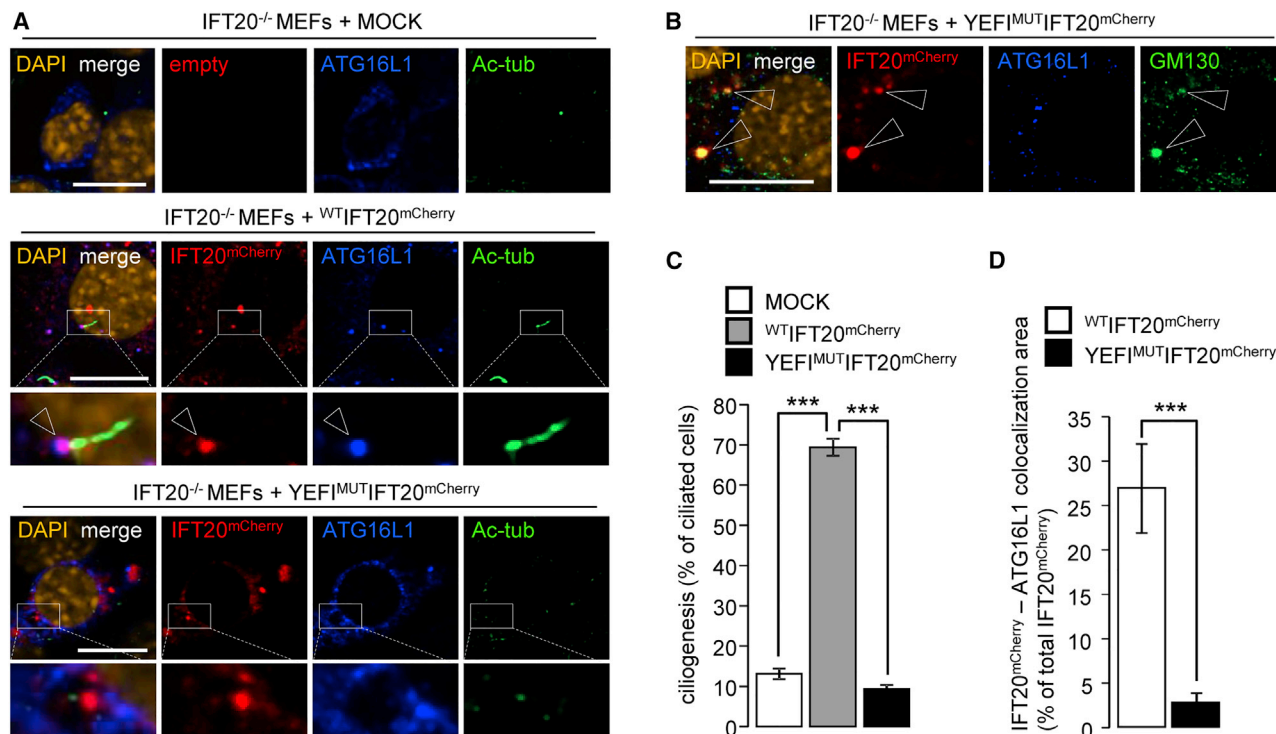 A
IFT20-/- MEFs + MOCK
DAPI merge
empty
ATG16L1
Ac-tub
IFT20-/- MEFs + WTIFT20mCherry
DAPI merge
IFT20mCherry
ATG16L1
Ac-tub
IFT20-/- MEFs + YEFIMUTIFT20mCherry
DAPI merge
IFT20mCherry
ATG16L1
Ac-tub
B
IFT20-/- MEFs + YEFIMUTIFT20mCherry
DAPI merge
IFT20mCherry
ATG16L1
GM130
C
MOCK
WTIFT20mCherry
YEFIMUTIFT20mCherry
ciliogenesis (% of ciliated cells)
80
70
60
50
40
30
20
10
0
***
***
D
WTIFT20mCherry
YEFIMUTIFT20mCherry
IFT20mCherry – ATG16L1 colocalization area
(% of total IFT20mCherry)
35
30
25
20
15
10
5
0
***